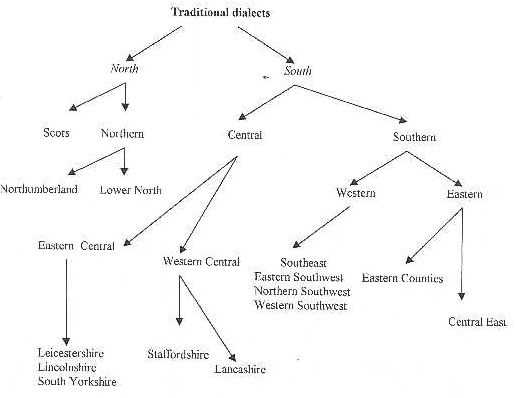 Traditional dialects
North
South
Scots
Northern
Central
Southern
Northumberland
Lower North
Western
Eastern
Eastern Central
Western Central
Southeast
Eastern Southwest
Northern Southwest
Western Southwest
Eastern Counties
Central East
Leicestershire
Lincolnshire
South Yorkshire
Staffordshire
Lancashire